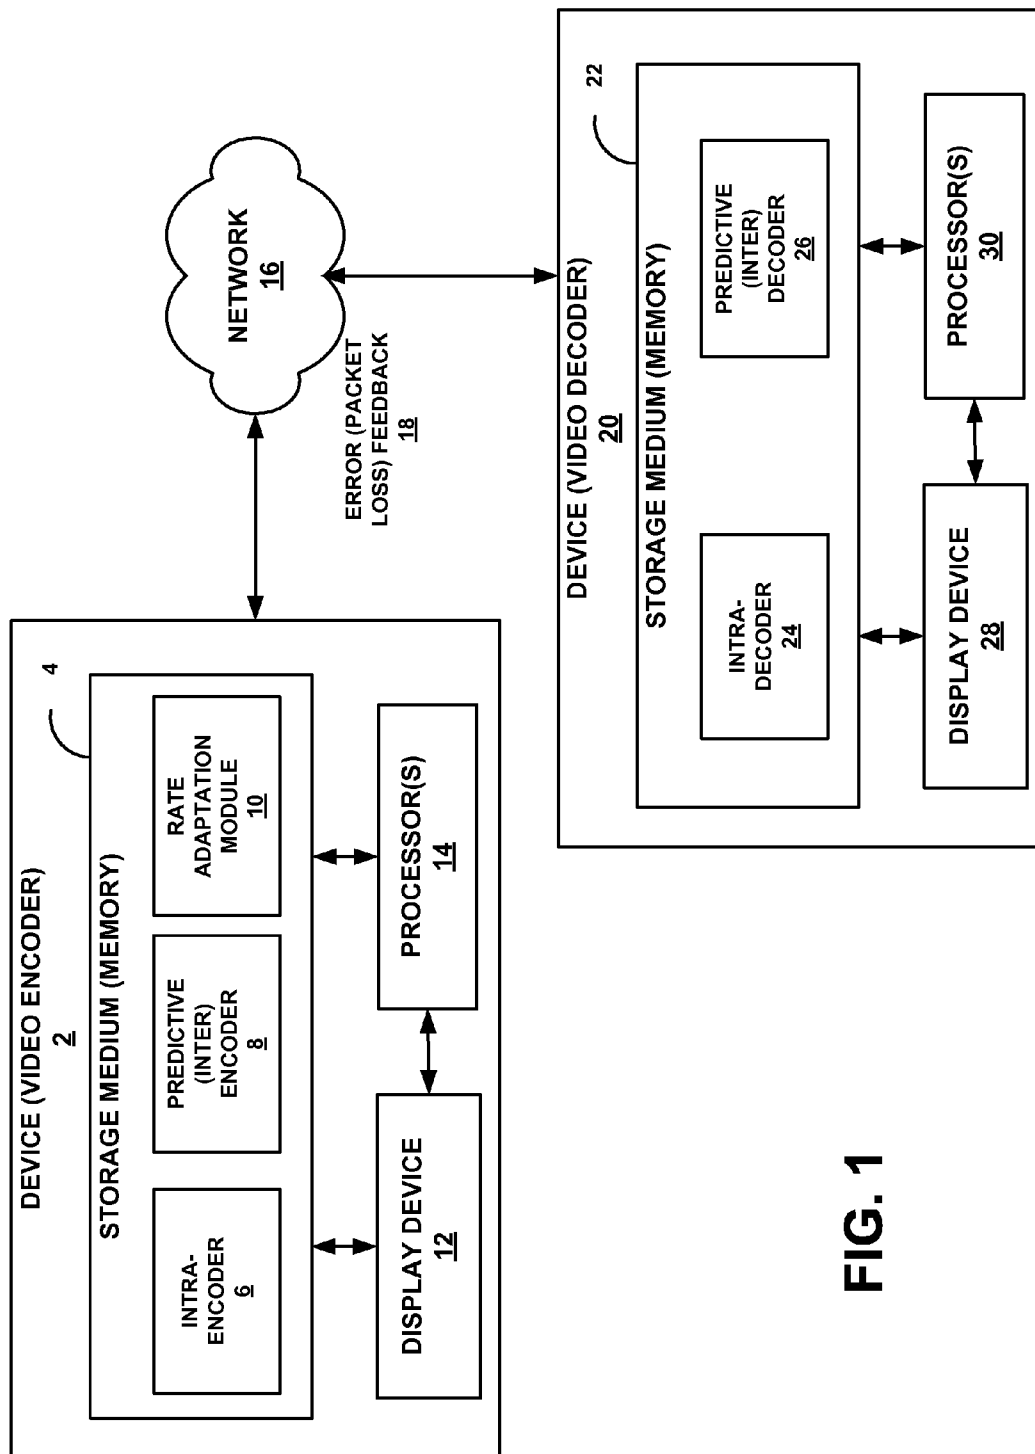 DEVICE (VIDEO ENCODER)
2
4
STORAGE MEDIUM (MEMORY)
INTRA-
ENCODER
6
PREDICTIVE
(INTER)
ENCODER
8
RATE
ADAPTATION
MODULE
10
DISPLAY DEVICE
12
PROCESSOR(S)
14
NETWORK
16
ERROR (PACKET
LOSS) FEEDBACK
18
DEVICE (VIDEO DECODER)
20
22
STORAGE MEDIUM (MEMORY)
INTRA-
DECODER
24
PREDICTIVE
(INTER)
DECODER
26
DISPLAY DEVICE
28
PROCESSOR(S)
30
FIG. 1